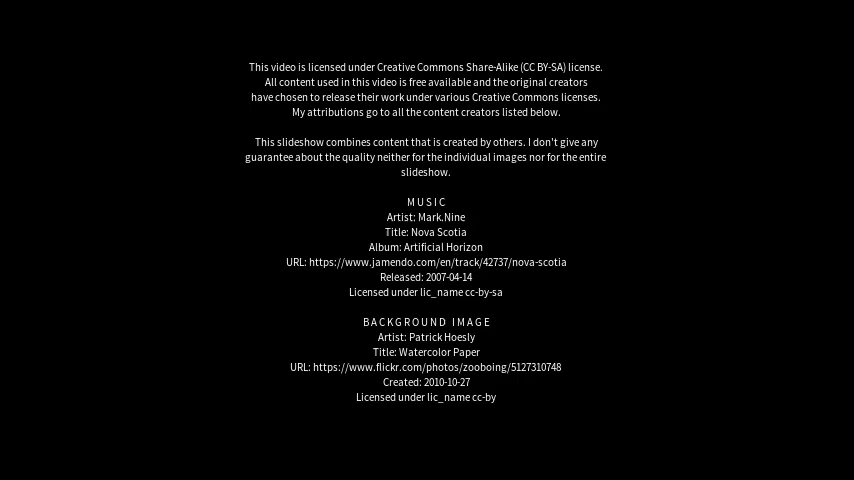 This video is licensed under Creative Commons Share-Alike (CC BY-SA) license.
All content used in this video is free available and the original creators
have chosen to release their work under various Creative Commons licenses.
My attributions go to all the content creators listed below.
This slideshow combines content that is created by others. I don't give any
guarantee about the quality neither for the individual images nor for the entire
slideshow.
MUSIC
Artist: Mark.Nine
Title: Nova Scotia
Album: Artificial Horizon
URL: https://www.jamendo.com/en/track/42737/nova-scotia
Released: 2007-04-14
Licensed under lic_name cc-by-sa
BACKGROUND IMAGE
Artist: Patrick Hoesly
Title: Watercolor Paper
URL: https://www.flickr.com/photos/zooboing/5127310748
Created: 2010-10-27
Licensed under lic_name cc-by